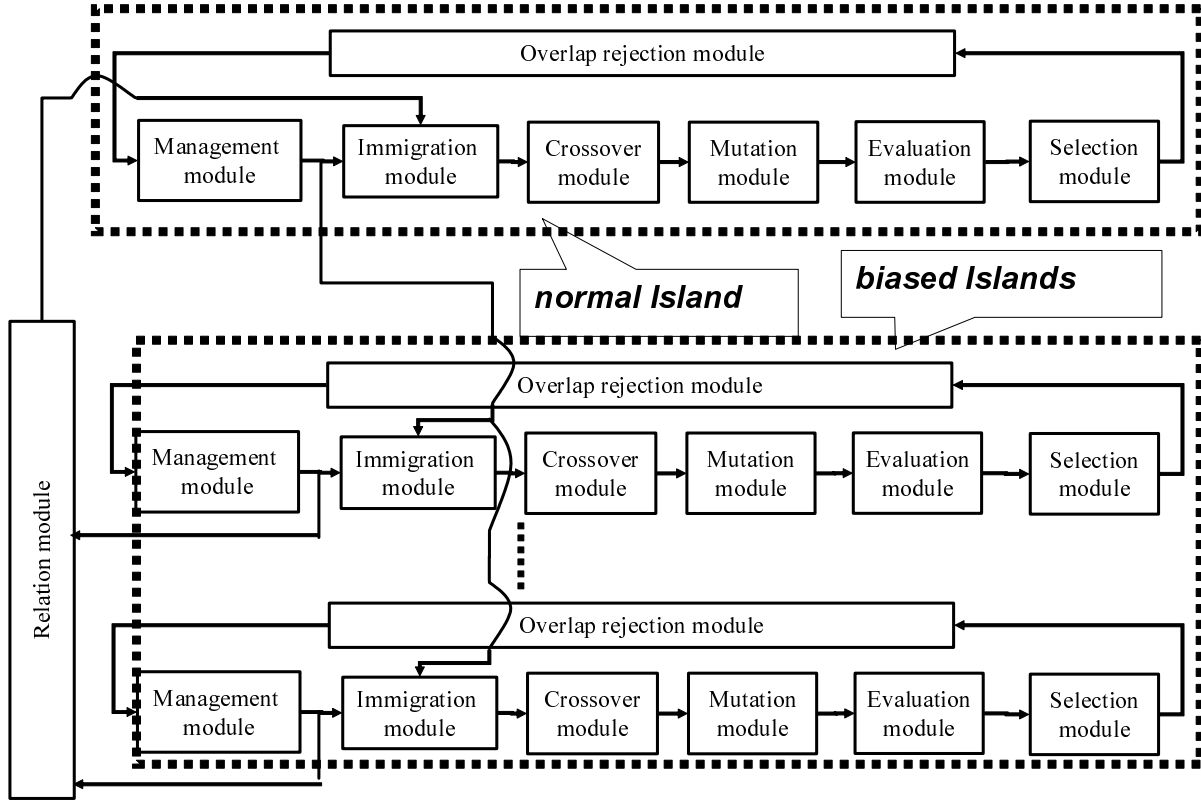 Overlap rejection module
Management
module
Immigration
module
Crossover
module
Mutation
module
Evaluation
module
Selection
module
normal Island
biased Islands
Relation module
Overlap rejection module
Management
module
Immigration
module
Crossover
module
Mutation
module
Evaluation
module
Selection
module
Overlap rejection module
Management
module
Immigration
module
Crossover
module
Mutation
module
Evaluation
module
Selection
module